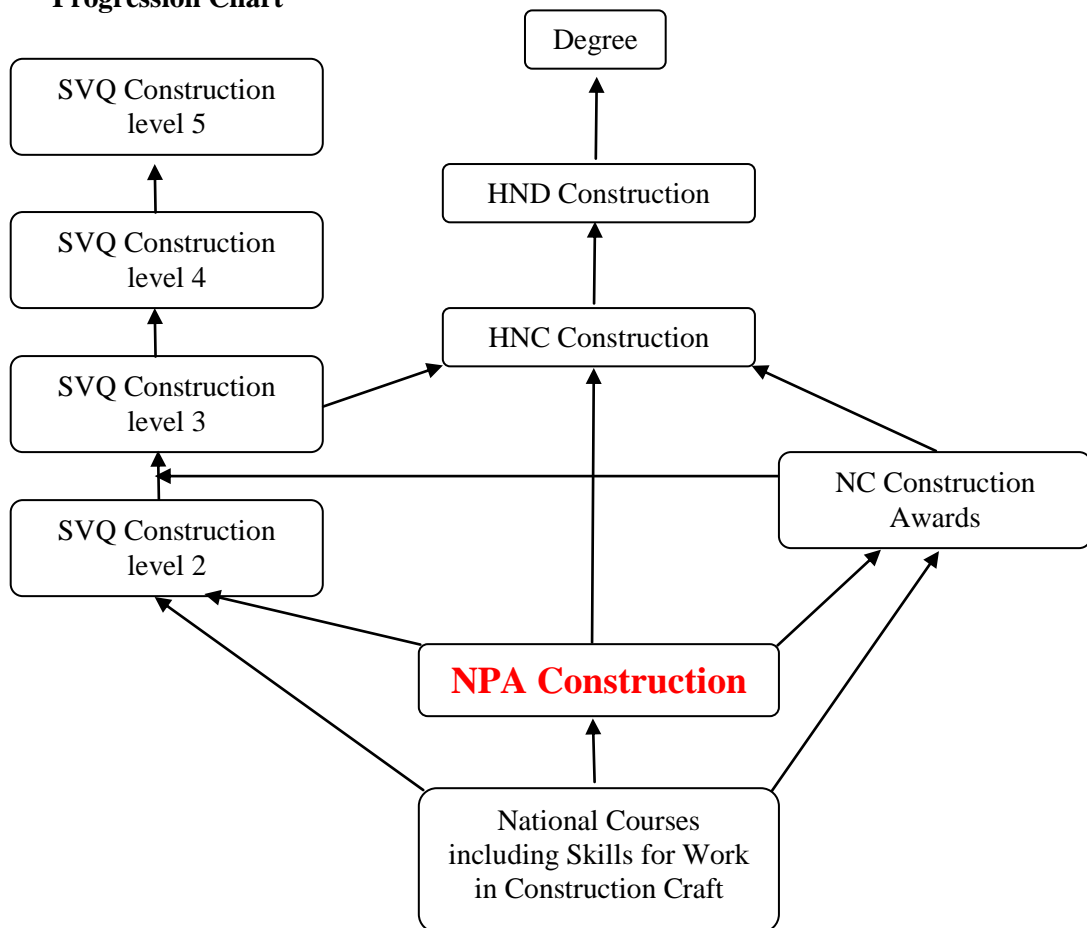 Progression Chart
Degree
SVQ Construction
level 5
HND Construction
SVQ Construction
level 4
HNC Construction
SVQ Construction
level 3
NC Construction
Awards
SVQ Construction
level 2
NPA Construction
National Courses
including Skills for Work
in Construction Craft